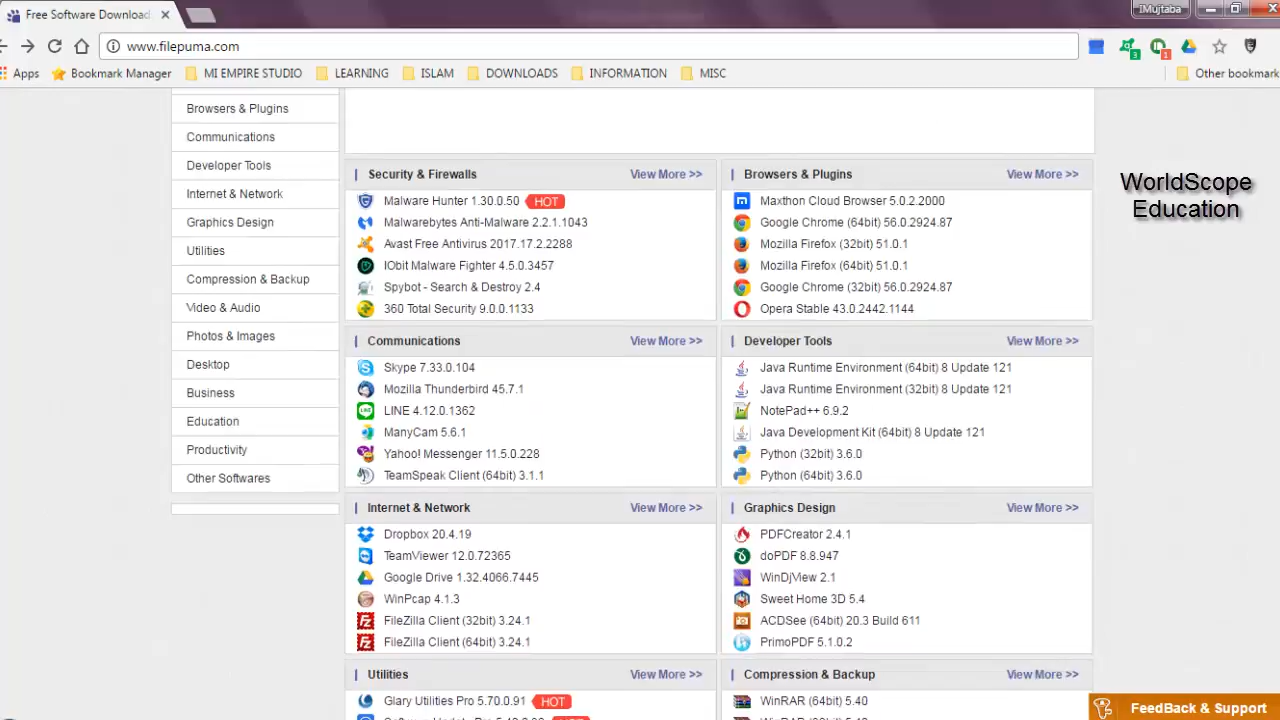 Free Software Download
iMujtaba
www.filepuma.com
3
1
Apps
Bookmark Manager
MI EMPIRE STUDIO
LEARNING
ISLAM
DOWNLOADS
INFORMATION
MISC
Other bookmark
Browsers & Plugins
Communications
Developer Tools
Internet & Network
Graphics Design
Utilities
Compression & Backup
Video & Audio
Photos & Images
Desktop
Business
Education
Productivity
Other Softwares
Security & Firewalls View More >>
Malware Hunter 1.30.0.50 HOT
Malwarebytes Anti-Malware 2.2.1.1043
Avast Free Antivirus 2017.17.2.2288
IObit Malware Fighter 4.5.0.3457
Spybot - Search & Destroy 2.4
360 Total Security 9.0.0.1133
Browsers & Plugins View More >>
Maxthon Cloud Browser 5.0.2.2000
Google Chrome (64bit) 56.0.2924.87
Mozilla Firefox (32bit) 51.0.1
Mozilla Firefox (64bit) 51.0.1
Google Chrome (32bit) 56.0.2924.87
Opera Stable 43.0.2442.1144
Communications View More >>
Skype 7.33.0.104
Mozilla Thunderbird 45.7.1
LINE 4.12.0.1362
ManyCam 5.6.1
Yahoo! Messenger 11.5.0.228
TeamSpeak Client (64bit) 3.1.1
Developer Tools View More >>
Java Runtime Environment (64bit) 8 Update 121
Java Runtime Environment (32bit) 8 Update 121
NotePad++ 6.9.2
Java Development Kit (64bit) 8 Update 121
Python (32bit) 3.6.0
Python (64bit) 3.6.0
Internet & Network View More >>
Dropbox 20.4.19
TeamViewer 12.0.72365
Google Drive 1.32.4066.7445
WinPcap 4.1.3
FileZilla Client (32bit) 3.24.1
FileZilla Client (64bit) 3.24.1
Graphics Design View More >>
PDFCreator 2.4.1
doPDF 8.8.947
WinDjView 2.1
Sweet Home 3D 5.4
ACDSee (64bit) 20.3 Build 611
PrimoPDF 5.1.0.2
Utilities View More >>
Glary Utilities Pro 5.70.0.91 HOT
Compression & Backup View More >>
WinRAR (64bit) 5.40
WorldScope
Education
FeedBack & Support